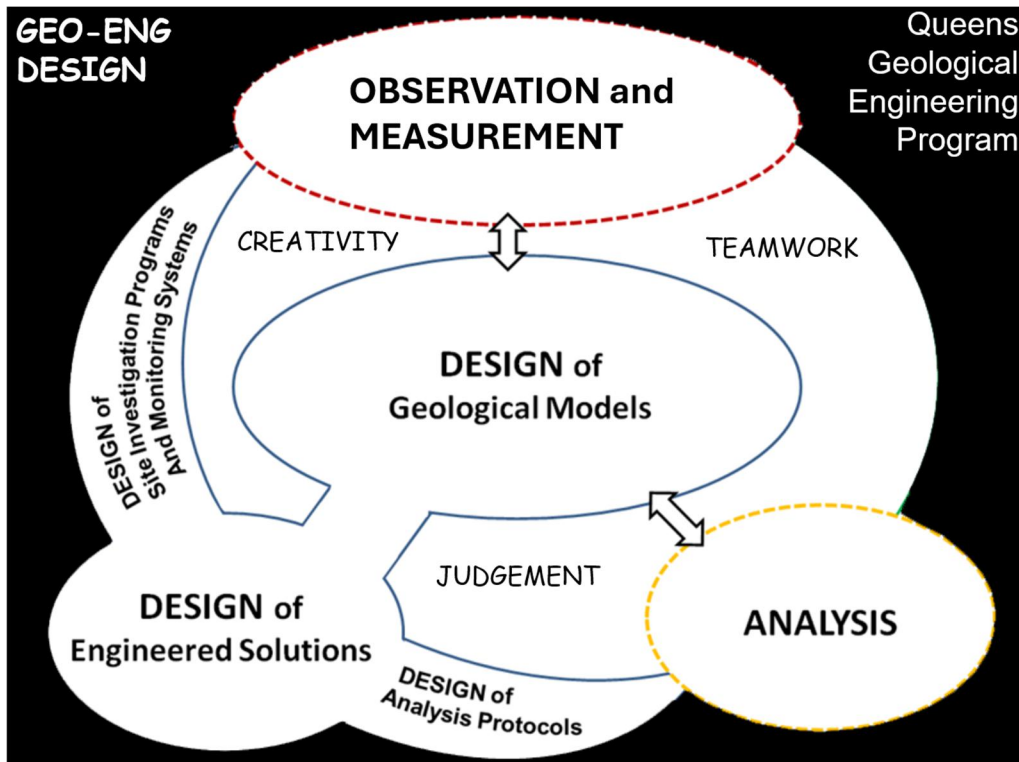 GEO-ENG
DESIGN
Queens
Geological
Engineering
Program
OBSERVATION and
MEASUREMENT
CREATIVITY
TEAMWORK
DESIGN of
Site Investigation Programs
And Monitoring Systems
DESIGN of
Geological Models
JUDGEMENT
DESIGN of
Engineered Solutions
ANALYSIS
DESIGN of
Analysis Protocols